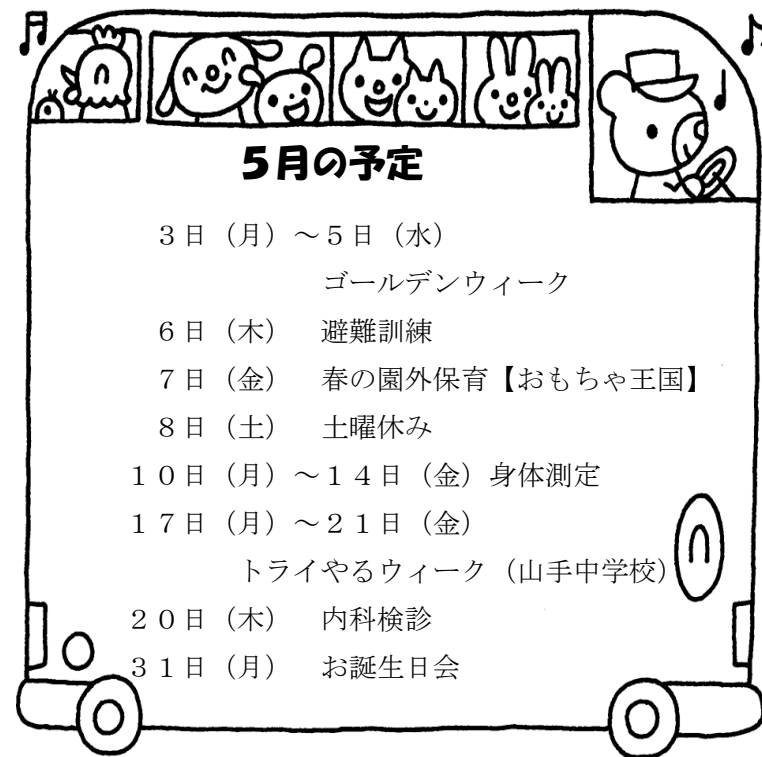 5月の予定
3日（月）～5日（水）
ゴールデンウィーク
6日（木）　避難訓練
7日（金）　春の園外保育【おもちゃ王国】
8日（土）　土曜休み
10日（月）～14日（金）身体測定
17日（月）～21日（金）
トライやるウィーク（山手中学校）
20日（木）　内科検診
31日（月）　お誕生日会